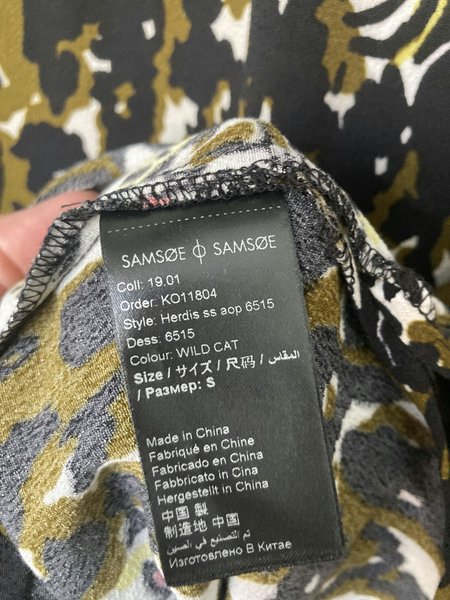 SAMSØE Φ SAMSØE
Coll: 19.01
Order: KO11804
Style: Herdis ss aop 6515
Dess: 6515
Colour: WILD CAT
Size / サイズ / 尺码 / المقاس
/ Размер: S
Made in China
Fabriqué en Chine
Fabricado en China
Fabbricato in Cina
Hergestellt in China
中国 製
制造地 中国
تم التصنيع في الصين
Изготовлено В Китае